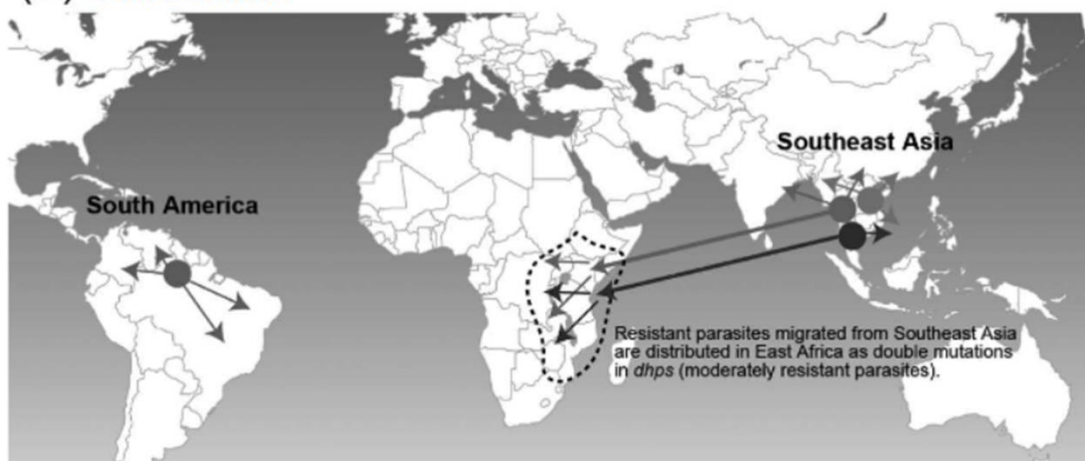 Southeast Asia
South America
Resistant parasites migrated from Southeast Asia
are distributed in East Africa as double mutations
in dhps (moderately resistant parasites).